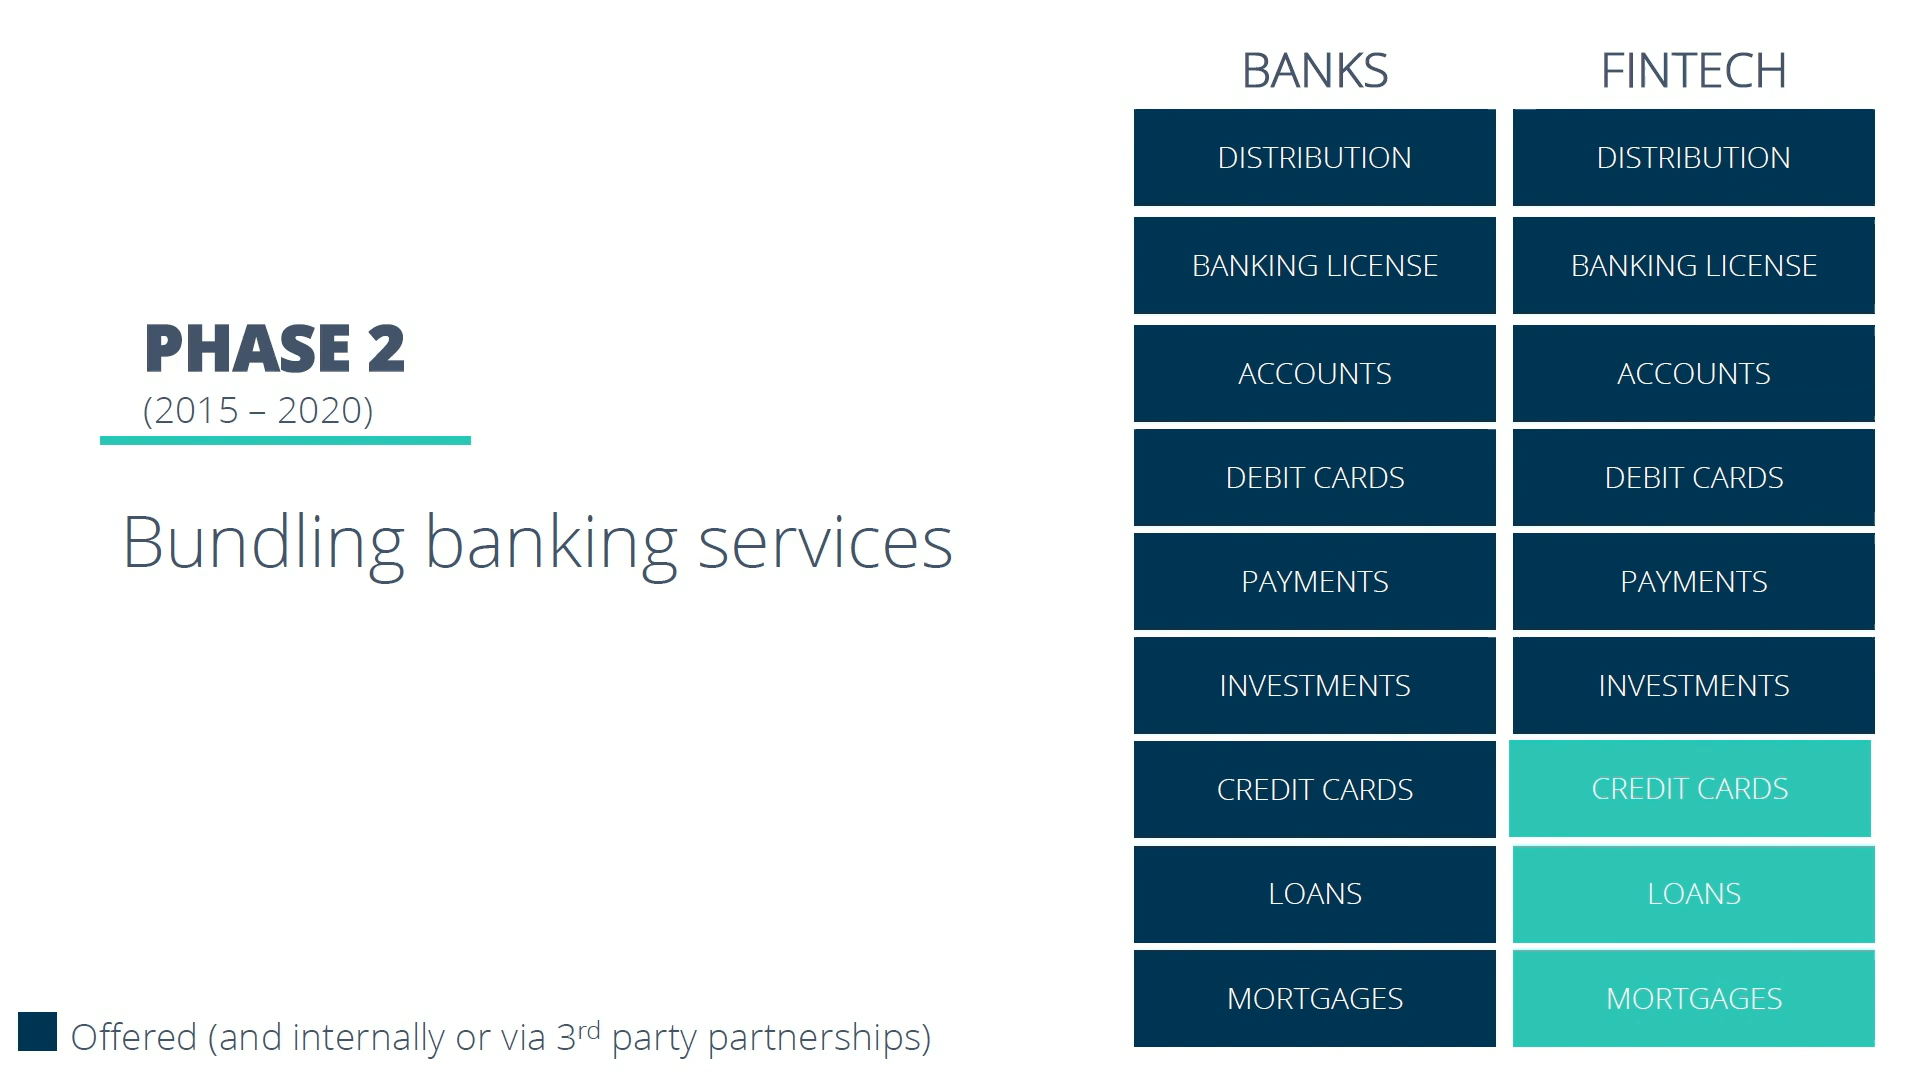 PHASE 2
(2015 – 2020)
Bundling banking services
Offered (and internally or via 3rd party partnerships)
BANKS
DISTRIBUTION
BANKING LICENSE
ACCOUNTS
DEBIT CARDS
PAYMENTS
INVESTMENTS
CREDIT CARDS
LOANS
MORTGAGES
FINTECH
DISTRIBUTION
BANKING LICENSE
ACCOUNTS
DEBIT CARDS
PAYMENTS
INVESTMENTS
CREDIT CARDS
LOANS
MORTGAGES